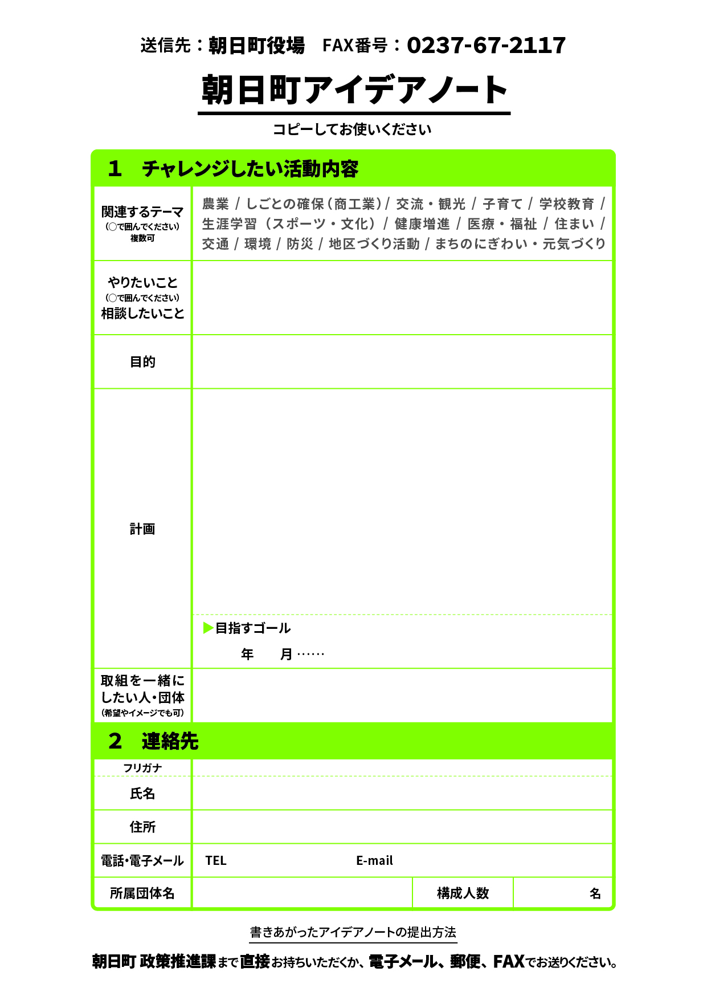 送信先：朝日町役場　FAX番号：0237-67-2117
朝日町アイデアノート
コピーしてお使いください
1　チャレンジしたい活動内容
関連するテーマ
（○で囲んでください）
複数可
農業 / しごとの確保（商工業）/ 交流・観光 / 子育て / 学校教育 /
生涯学習（スポーツ・文化）/ 健康増進 / 医療・福祉 / 住まい /
交通 / 環境 / 防災 / 地区づくり活動 / まちのにぎわい・元気づくり
やりたいこと
（○で囲んでください）
相談したいこと
目的
計画
▶目指すゴール
年　　月 ……
取組を一緒に
したい人・団体
（希望やイメージでも可）
2　連絡先
フリガナ
氏名
住所
電話・電子メール
TEL　　E-mail
所属団体名
構成人数
名
書きあがったアイデアノートの提出方法
朝日町 政策推進課まで直接お持ちいただくか、電子メール、郵便、FAXでお送りください。